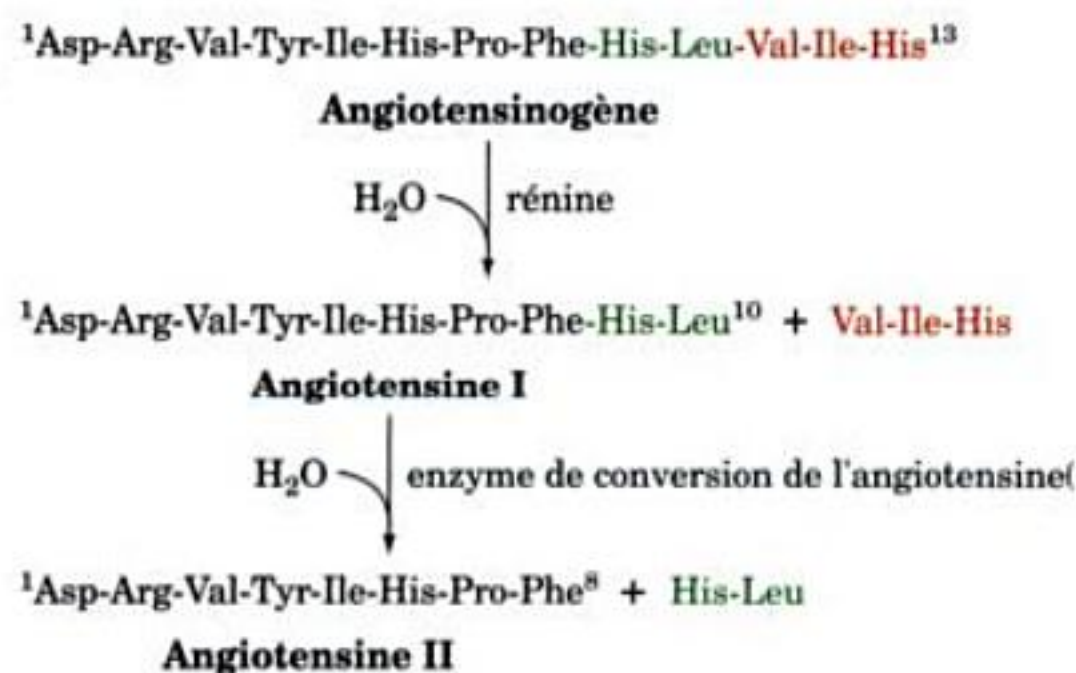 ¹Asp-Arg-Val-Tyr-Ile-His-Pro-Phe-His-Leu-Val-Ile-His¹³
Angiotensinogène
H₂O rénine
¹Asp-Arg-Val-Tyr-Ile-His-Pro-Phe-His-Leu¹⁰ + Val-Ile-His
Angiotensine I
H₂O enzyme de conversion de l'angiotensine(
¹Asp-Arg-Val-Tyr-Ile-His-Pro-Phe⁸ + His-Leu
Angiotensine II